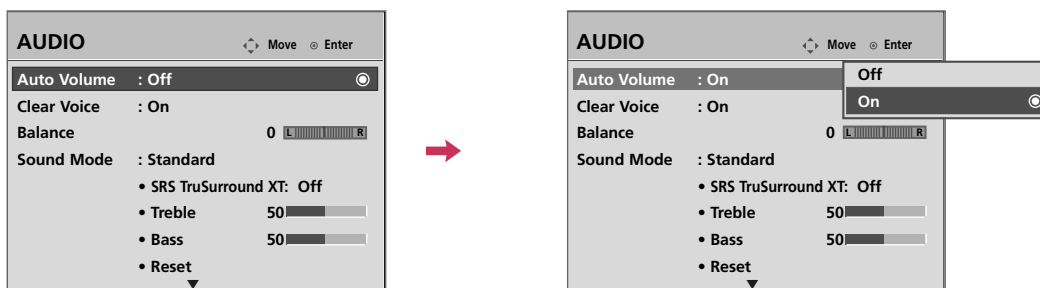 AUDIO
Move Enter
Auto Volume : Off
Clear Voice : On
Balance 0 L R
Sound Mode : Standard
• SRS TruSurround XT: Off
• Treble 50
• Bass 50
• Reset
AUDIO
Move Enter
Auto Volume : On
Off
On
Clear Voice : On
Balance 0 L R
Sound Mode : Standard
• SRS TruSurround XT: Off
• Treble 50
• Bass 50
• Reset